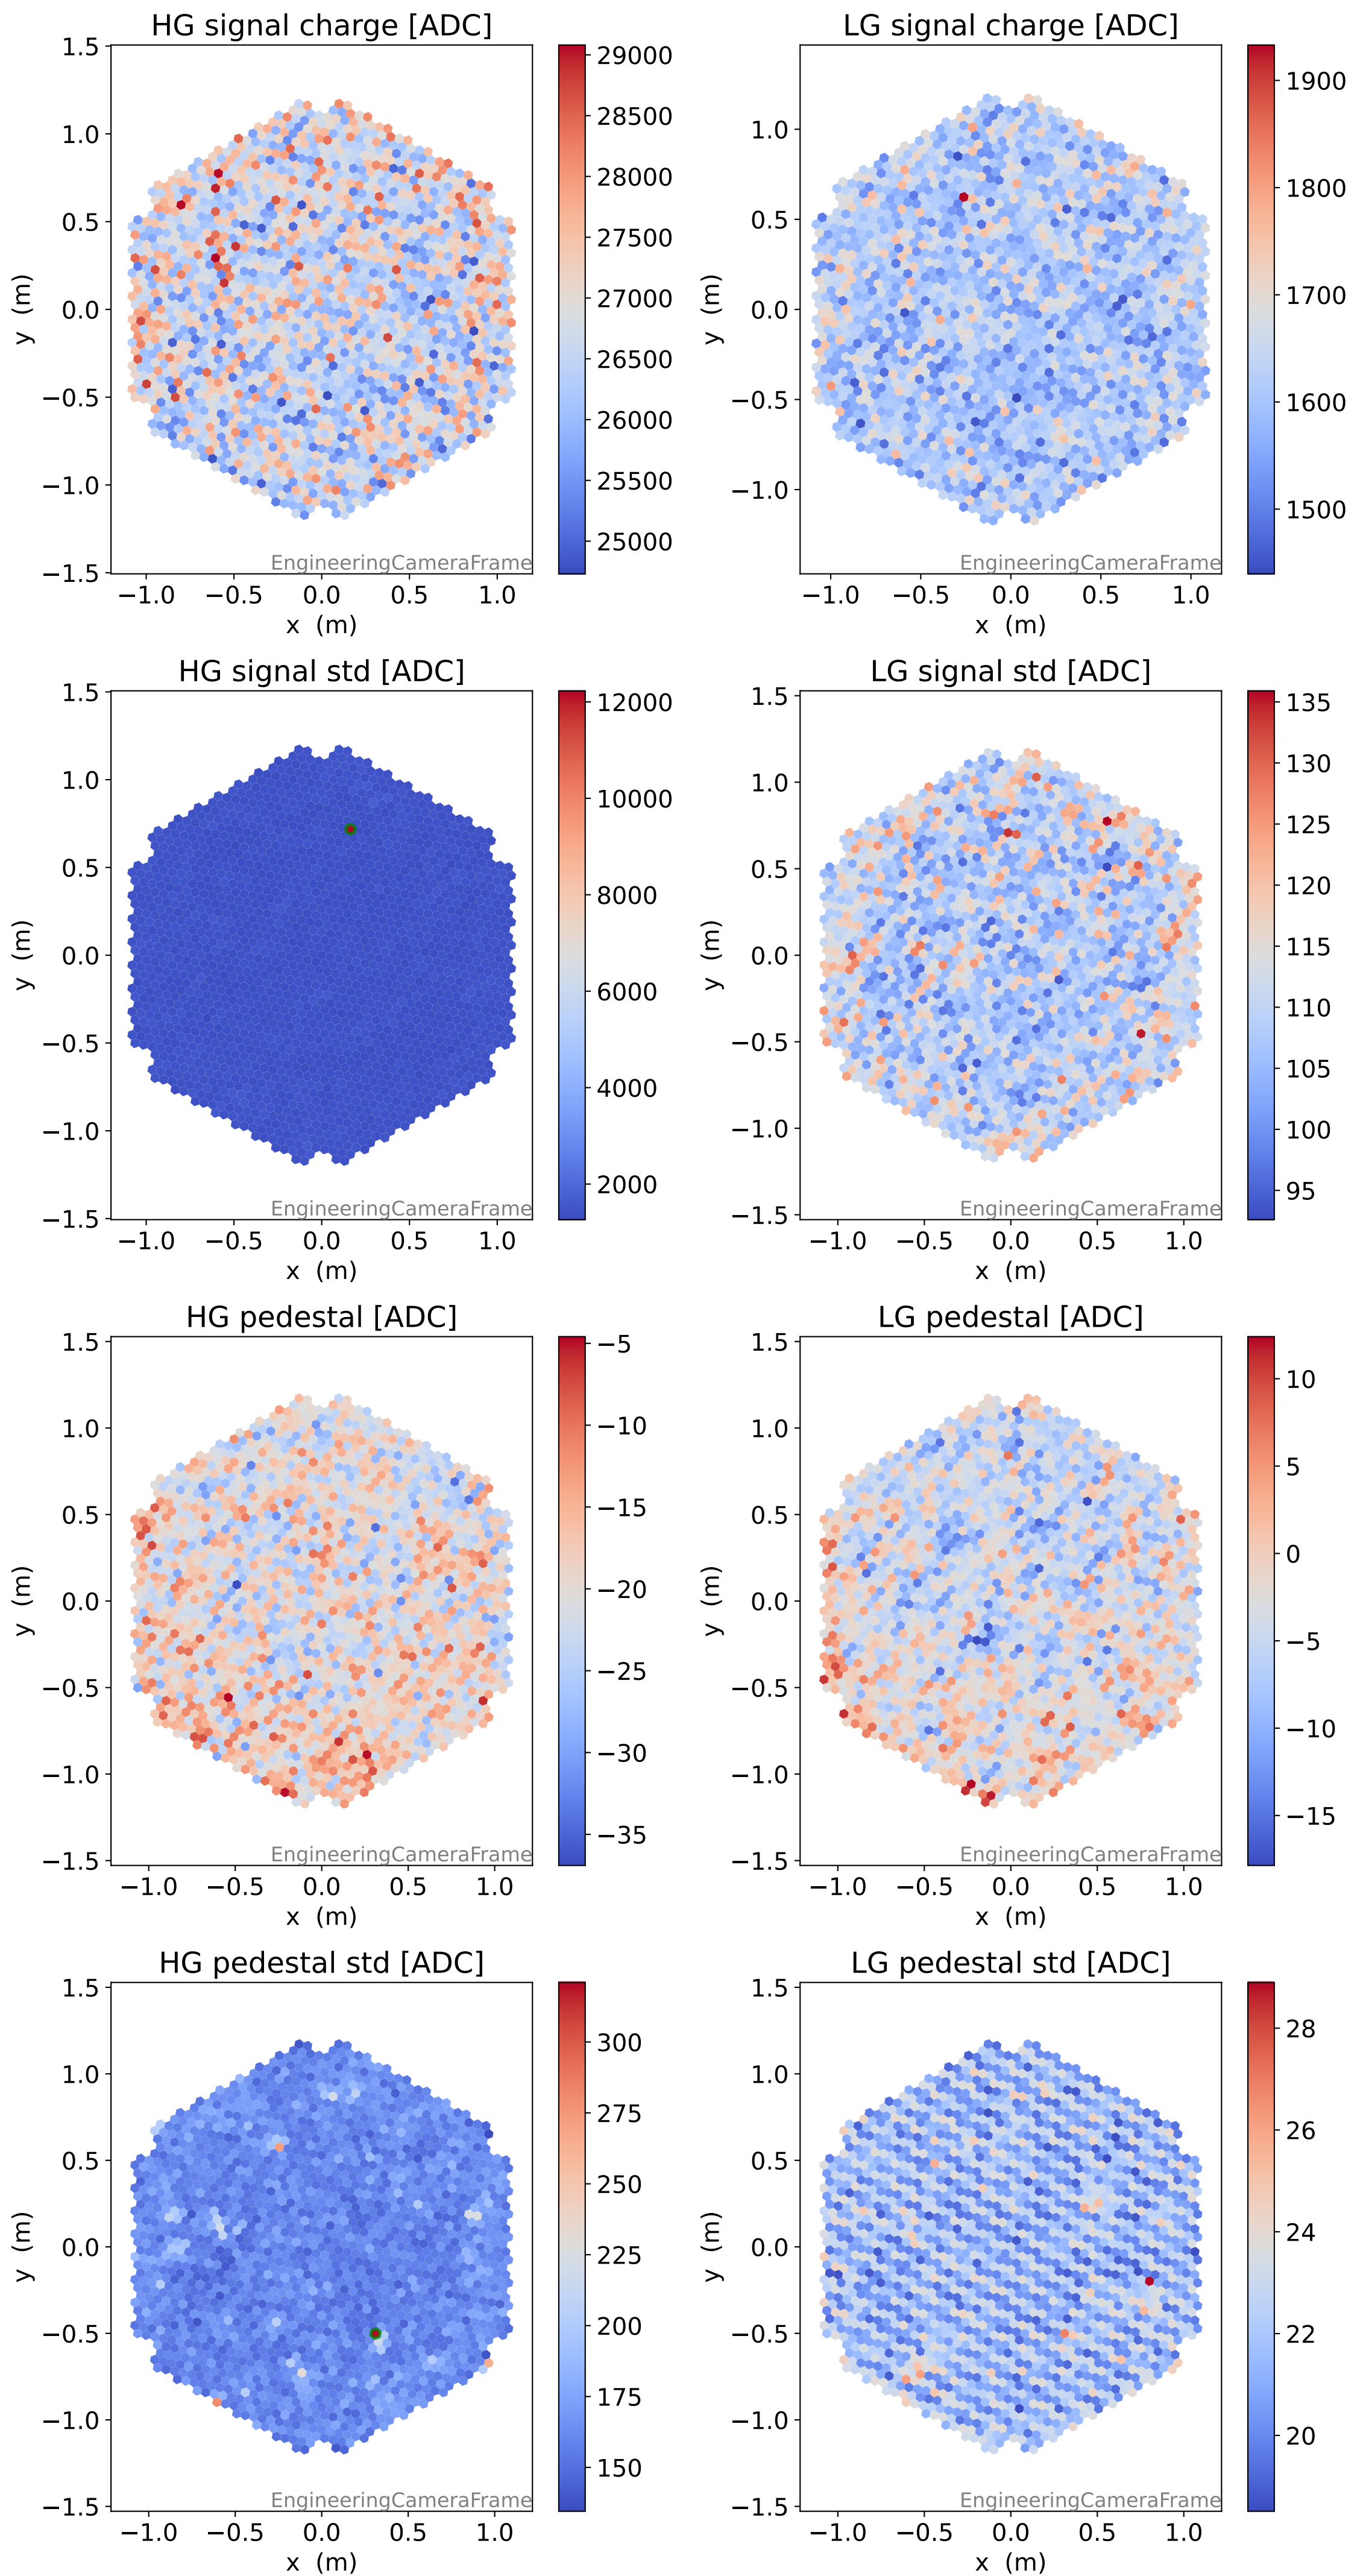 HG signal charge [ADC]
LG signal charge [ADC]
1.5
1.0
0.5
0.0
−0.5
−1.0
−1.5
y (m)
−1.0 −0.5 0.0 0.5 1.0
x (m)
EngineeringCameraFrame
29000
28500
28000
27500
27000
26500
26000
25500
25000
1.0
0.5
0.0
−0.5
−1.0
y (m)
−1.0 −0.5 0.0 0.5 1.0
x (m)
EngineeringCameraFrame
1900
1800
1700
1600
1500
HG signal std [ADC]
LG signal std [ADC]
1.5
1.0
0.5
0.0
−0.5
−1.0
−1.5
y (m)
−1.0 −0.5 0.0 0.5 1.0
x (m)
EngineeringCameraFrame
12000
10000
8000
6000
4000
2000
1.5
1.0
0.5
0.0
−0.5
−1.0
−1.5
y (m)
−1.0 −0.5 0.0 0.5 1.0
x (m)
EngineeringCameraFrame
135
130
125
120
115
110
105
100
95
HG pedestal [ADC]
LG pedestal [ADC]
1.5
1.0
0.5
0.0
−0.5
−1.0
−1.5
y (m)
−1.0 −0.5 0.0 0.5 1.0
x (m)
EngineeringCameraFrame
−5
−10
−15
−20
−25
−30
−35
1.5
1.0
0.5
0.0
−0.5
−1.0
−1.5
y (m)
−1.0 −0.5 0.0 0.5 1.0
x (m)
EngineeringCameraFrame
10
5
0
−5
−10
−15
HG pedestal std [ADC]
LG pedestal std [ADC]
1.5
1.0
0.5
0.0
−0.5
−1.0
−1.5
y (m)
−1.0 −0.5 0.0 0.5 1.0
x (m)
EngineeringCameraFrame
300
275
250
225
200
175
150
1.5
1.0
0.5
0.0
−0.5
−1.0
−1.5
y (m)
−1.0 −0.5 0.0 0.5 1.0
x (m)
EngineeringCameraFrame
28
26
24
22
20